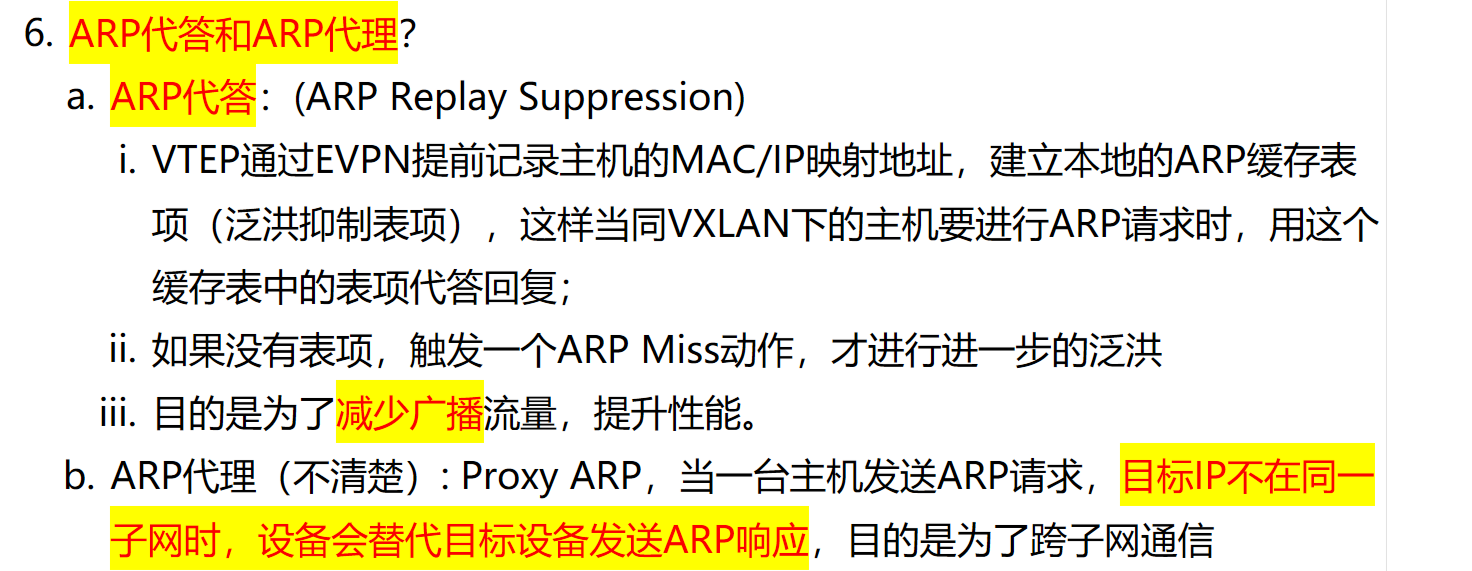 6. ARP代答和ARP代理?
a. ARP代答：(ARP Replay Suppression)
i. VTEP通过EVPN提前记录主机的MAC/IP映射地址，建立本地的ARP缓存表
项（泛洪抑制表项），这样当同VXLAN下的主机要进行ARP请求时，用这个
缓存表中的表项代答回复；
ii. 如果没有表项，触发一个ARP Miss动作，才进行进一步的泛洪
iii. 目的是为了减少广播流量，提升性能。
b. ARP代理（不清楚）: Proxy ARP，当一台主机发送ARP请求，目标IP不在同一
子网时，设备会替代目标设备发送ARP响应，目的是为了跨子网通信